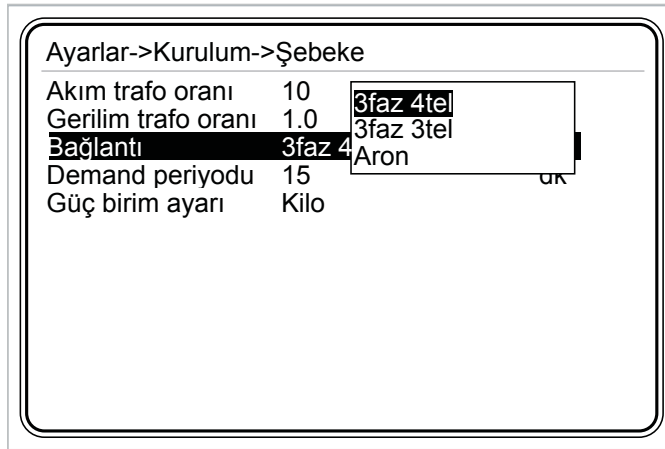 Ayarlar->Kurulum->Şebeke
Akım trafo oranı 10
Gerilim trafo oranı 1.0
Bağlantı 3faz 4
Demand periyodu 15 dk
Güç birim ayarı Kilo
3faz 4tel
3faz 3tel
Aron